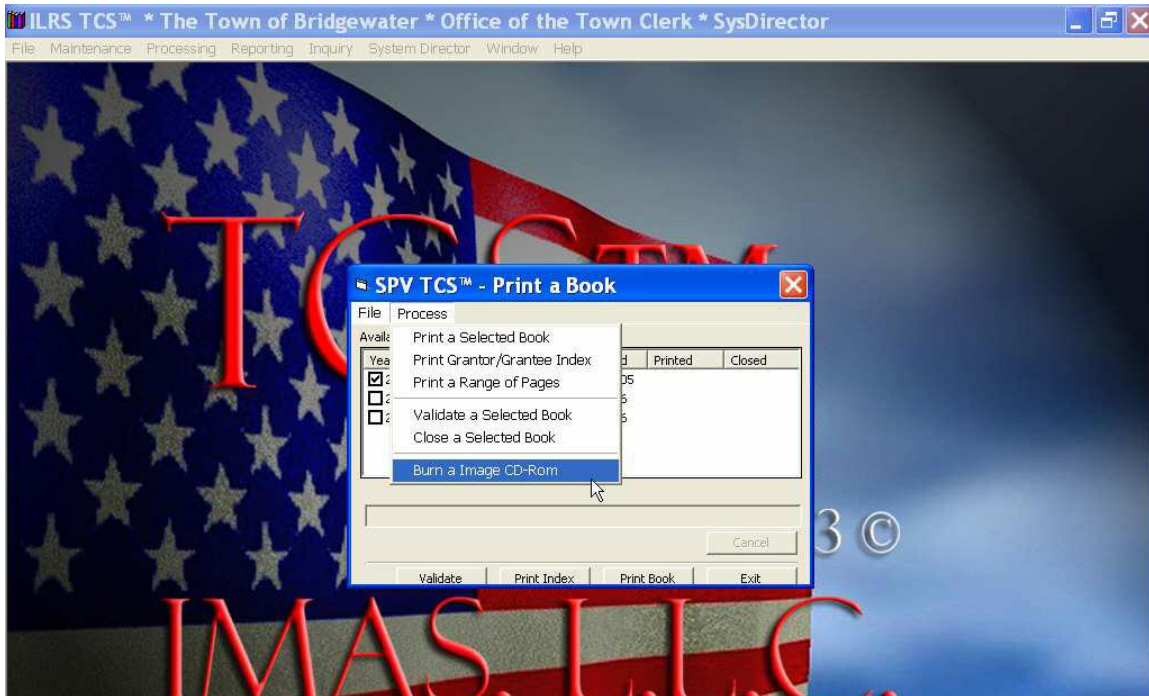 ILRS TCS™ * The Town of Bridgewater * Office of the Town Clerk * SysDirector
File Maintenance Processing Reporting Inquiry System Director Window Help
TCS™
SPV TCS™ - Print a Book
File Process
Print a Selected Book
Print Grantor/Grantee Index
Printed Closed
Print a Range of Pages
Validate a Selected Book
Close a Selected Book
Burn a Image CD-Rom
3 ©
Cancel
Validate Print Index Print Book Exit
IMAS, L.L.C.